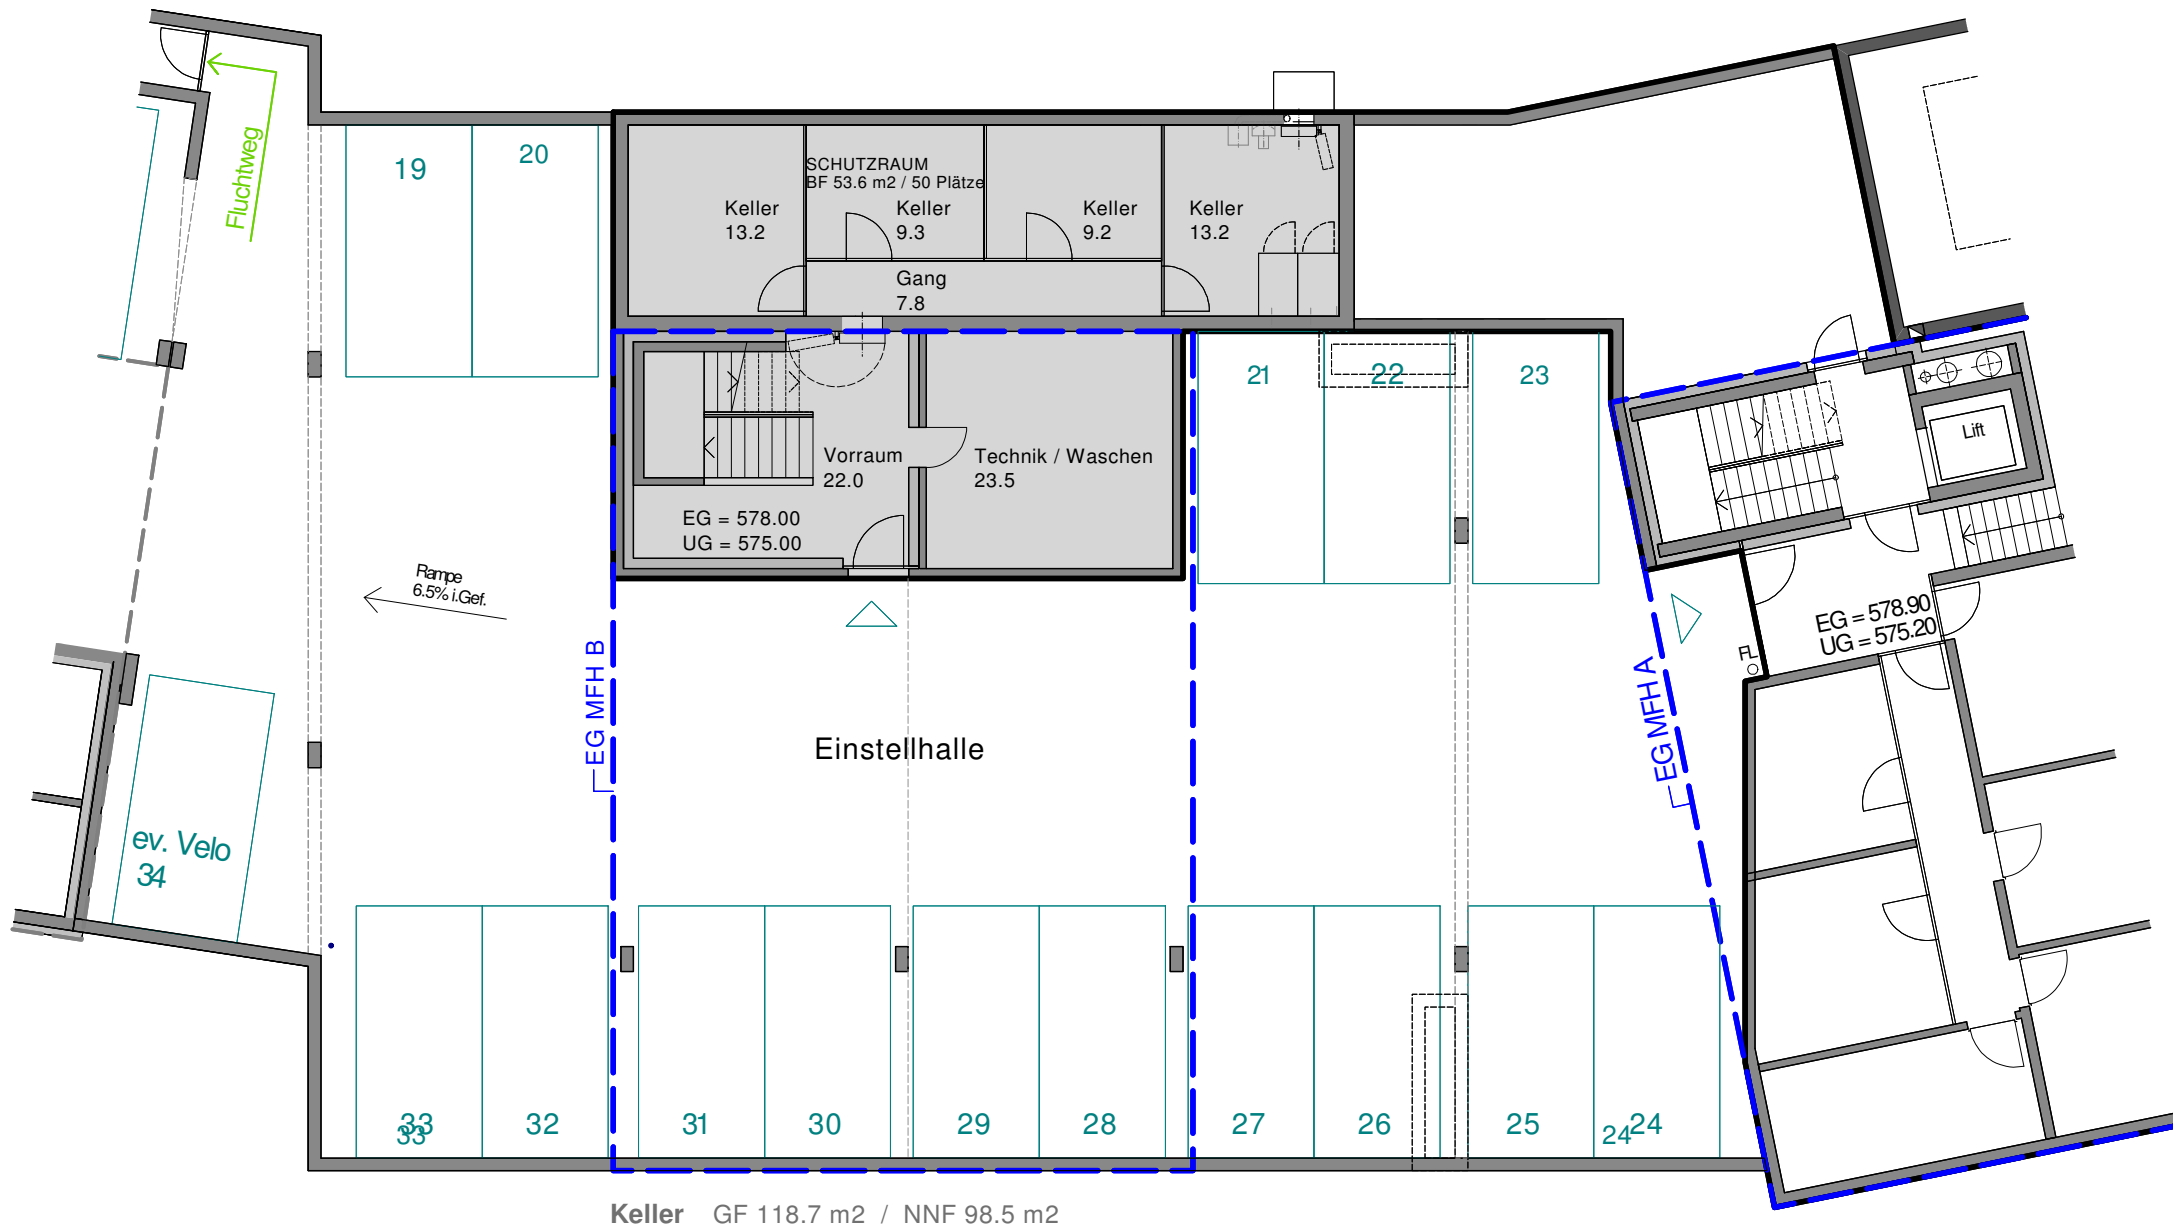 Fluchtweg
19
20
SCHUTZRAUM
BF 53.6 m2 / 50 Plätze
Keller
13.2
Keller
9.3
Keller
9.2
Keller
13.2
Gang
7.8
21
22
23
Lift
Vorraum
22.0
Technik / Waschen
23.5
EG = 578.00
UG = 575.00
Rampe
6.5% i.Gef.
EG = 578.90
UG = 575.20
FL
EG MFH B
EG MFH A
Einstellhalle
ev. Velo
34
33
33
32
31
30
29
28
27
26
25
24
24
Keller GF 118.7 m2 / NNF 98.5 m2